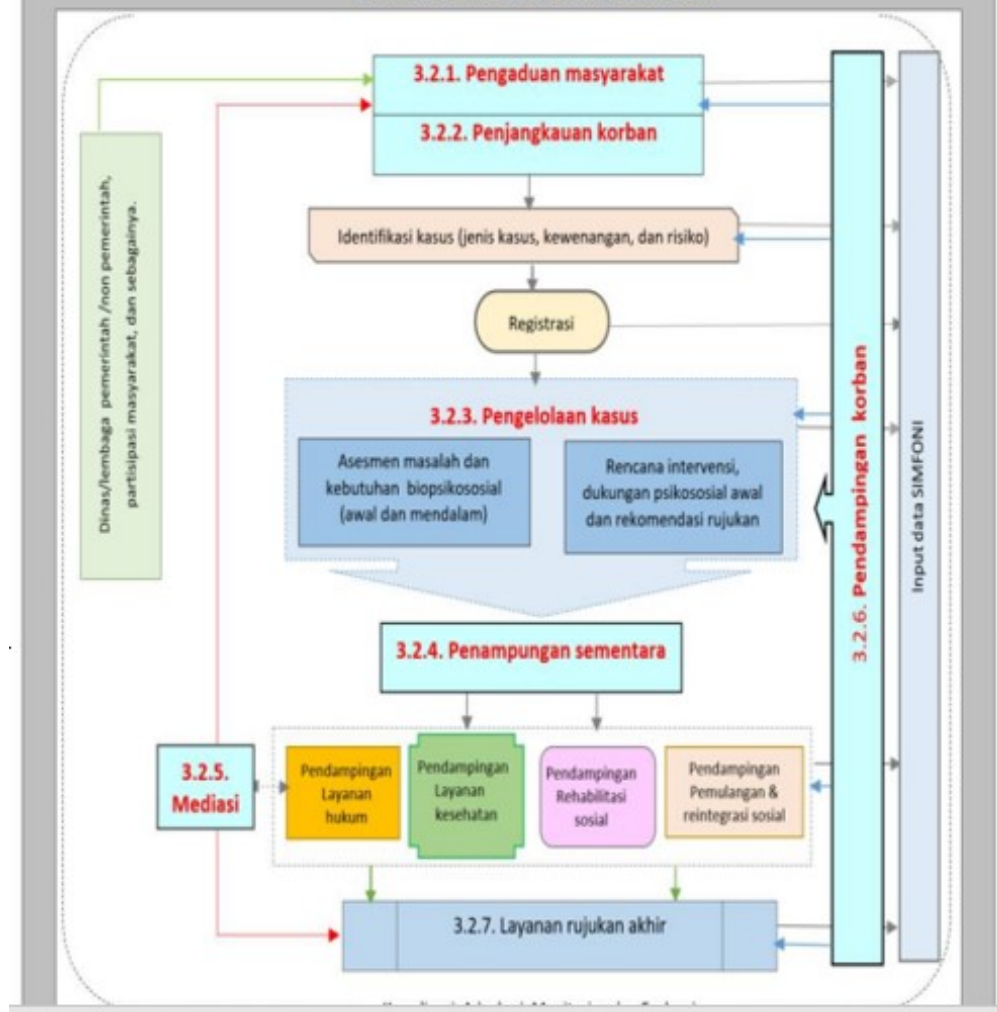 3.2.1. Pengaduan masyarakat
3.2.2. Penjangkauan korban
Dinas/lembaga pemerintah /non pemerintah,
partisipasi masyarakat, dan sebagainya.
Identifikasi kasus (jenis kasus, kewenangan, dan risiko)
Registrasi
3.2.3. Pengelolaan kasus
Asesmen masalah dan
kebutuhan biopsikososial
(awal dan mendalam)
Rencana intervensi,
dukungan psikososial awal
dan rekomendasi rujukan
3.2.4. Penampungan sementara
3.2.5.
Mediasi
Pendampingan
Layanan
hukum
Pendampingan
Layanan
kesehatan
Pendampingan
Rehabilitasi
sosial
Pendampingan
Pemulangan &
reintegrasi sosial
3.2.7. Layanan rujukan akhir
3.2.6. Pendampingan korban
Input data SIMFONI